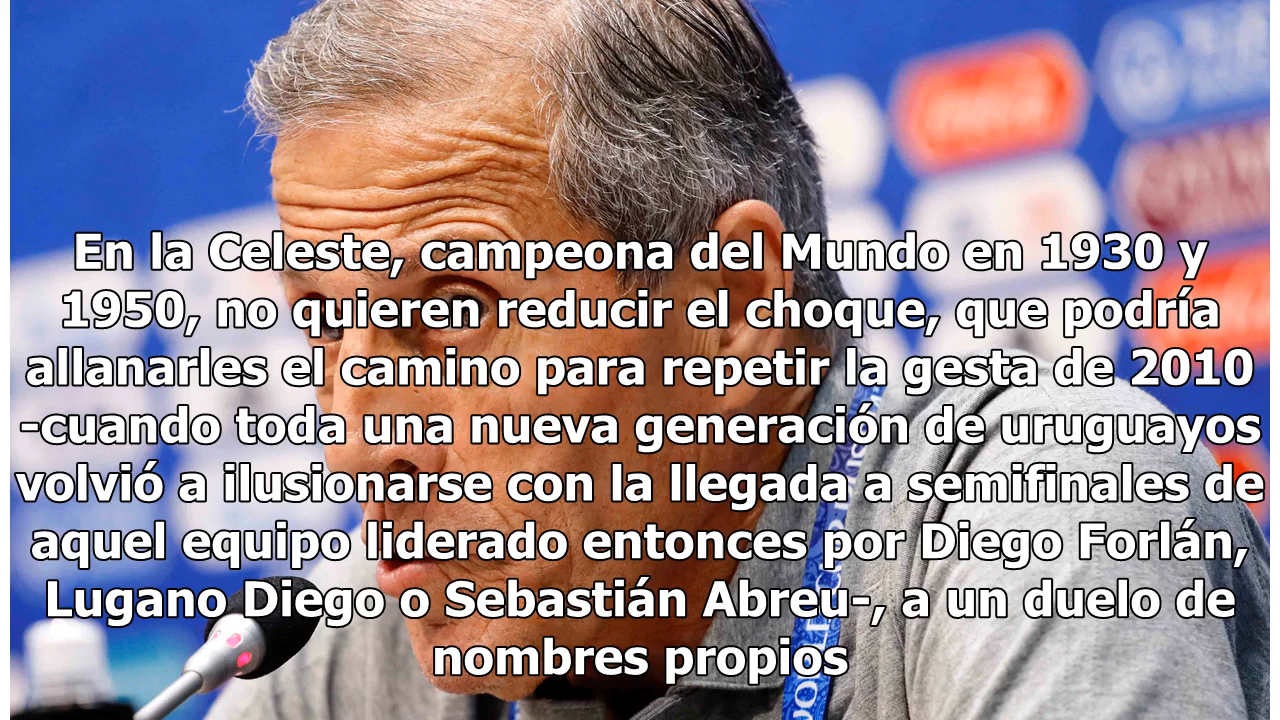 En la Celeste, campeona del Mundo en 1930 y
1950, no quieren reducir el choque, que podría
allanarles el camino para repetir la gesta de 2010
-cuando toda una nueva generación de uruguayos
volvió a ilusionarse con la llegada a semifinales de
aquel equipo liderado entonces por Diego Forlán,
Lugano Diego o Sebastián Abreu-, a un duelo de
nombres propios